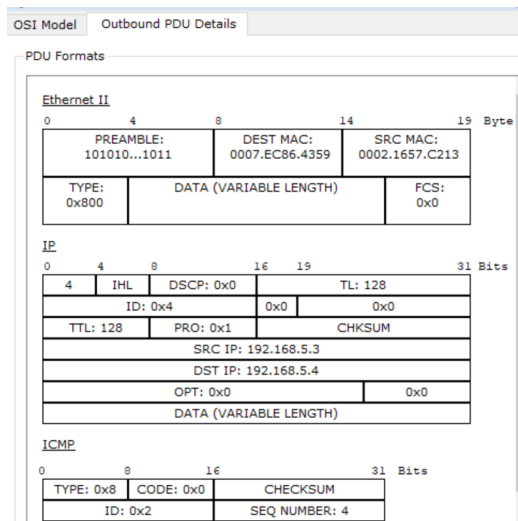 OSI Model Outbound PDU Details
PDU Formats
Ethernet II
0 4 8 14 19 Byte
PREAMBLE: DEST MAC: SRC MAC:
101010...1011 0007.EC86.4359 0002.1657.C213
TYPE: DATA (VARIABLE LENGTH) FCS:
0x800 0x0
IP
0 4 8 16 19 31 Bits
4 IHL DSCP: 0x0 TL: 128
ID: 0x4 0x0 0x0
TTL: 128 PRO: 0x1 CHKSUM
SRC IP: 192.168.5.3
DST IP: 192.168.5.4
OPT: 0x0 0x0
DATA (VARIABLE LENGTH)
ICMP
0 8 16 31 Bits
TYPE: 0x8 CODE: 0x0 CHECKSUM
ID: 0x2 SEQ NUMBER: 4